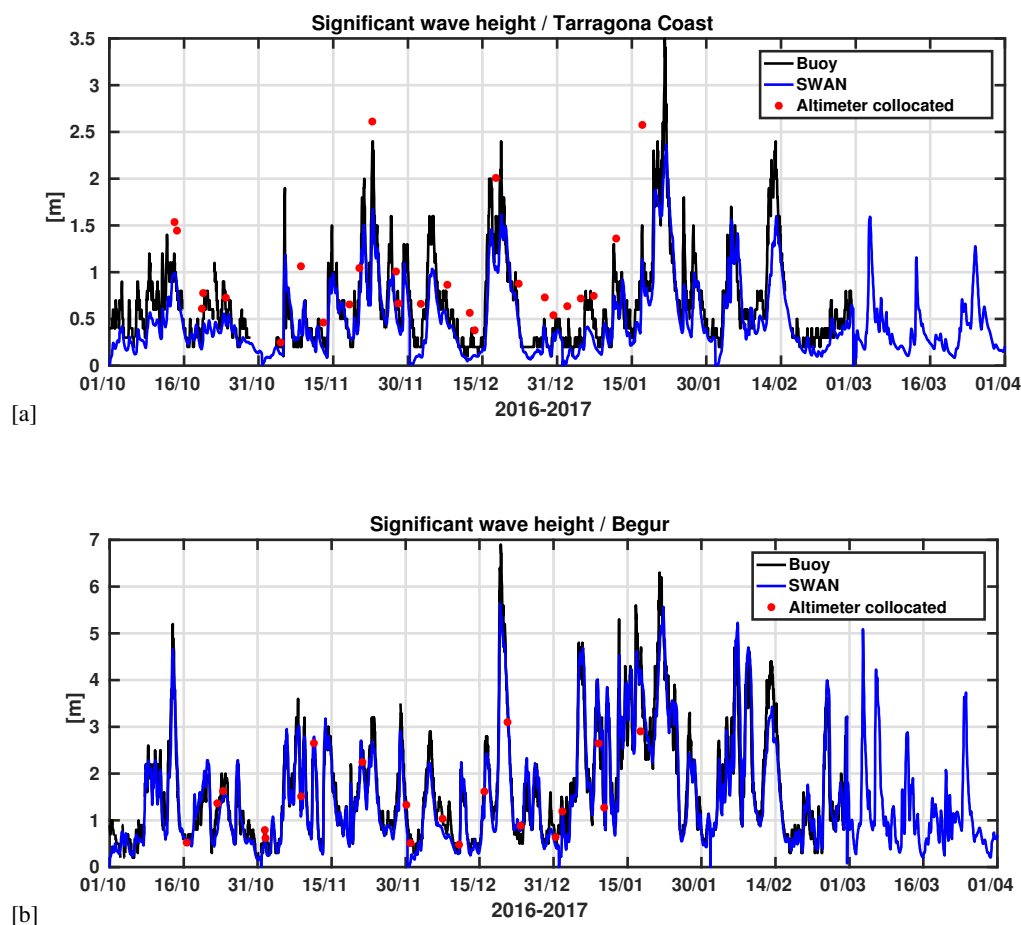 Significant wave height / Tarragona Coast
3.5
3
2.5
2
1.5
1
0.5
0
[m]
Buoy
SWAN
Altimeter collocated
01/10 16/10 31/10 15/11 30/11 15/12 31/12 15/01 30/01 14/02 01/03 16/03 01/04
2016-2017
[a]
Significant wave height / Begur
7
6
5
4
3
2
1
0
[m]
Buoy
SWAN
Altimeter collocated
01/10 16/10 31/10 15/11 30/11 15/12 31/12 15/01 30/01 14/02 01/03 16/03 01/04
2016-2017
[b]